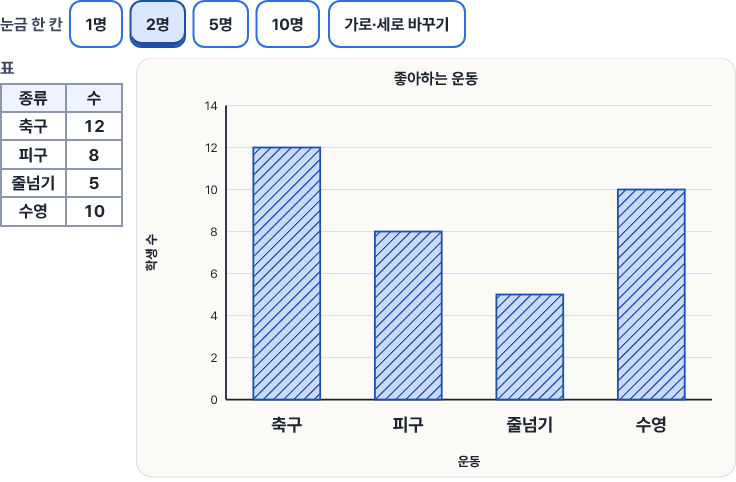 눈금 한 칸 1명 2명 5명 10명 가로·세로 바꾸기
표
종류 수
축구 12
피구 8
줄넘기 5
수영 10
좋아하는 운동
학생 수
14
12
10
8
6
4
2
0
축구 피구 줄넘기 수영
운동